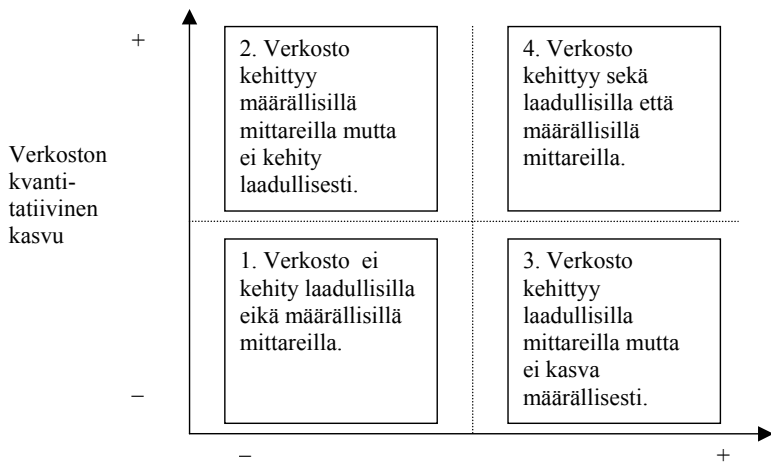 +
2. Verkosto
kehittyy
määrällisillä
mittareilla mutta
ei kehity
laadullisesti.
4. Verkosto
kehittyy sekä
laadullisilla että
määrällisillä
mittareilla.
Verkoston
kvanti-
tatiivinen
kasvu
1. Verkosto ei
kehity laadullisilla
eikä määrällisillä
mittareilla.
3. Verkosto
kehittyy
laadullisilla
mittareilla mutta
ei kasva
määrällisesti.
–
– +